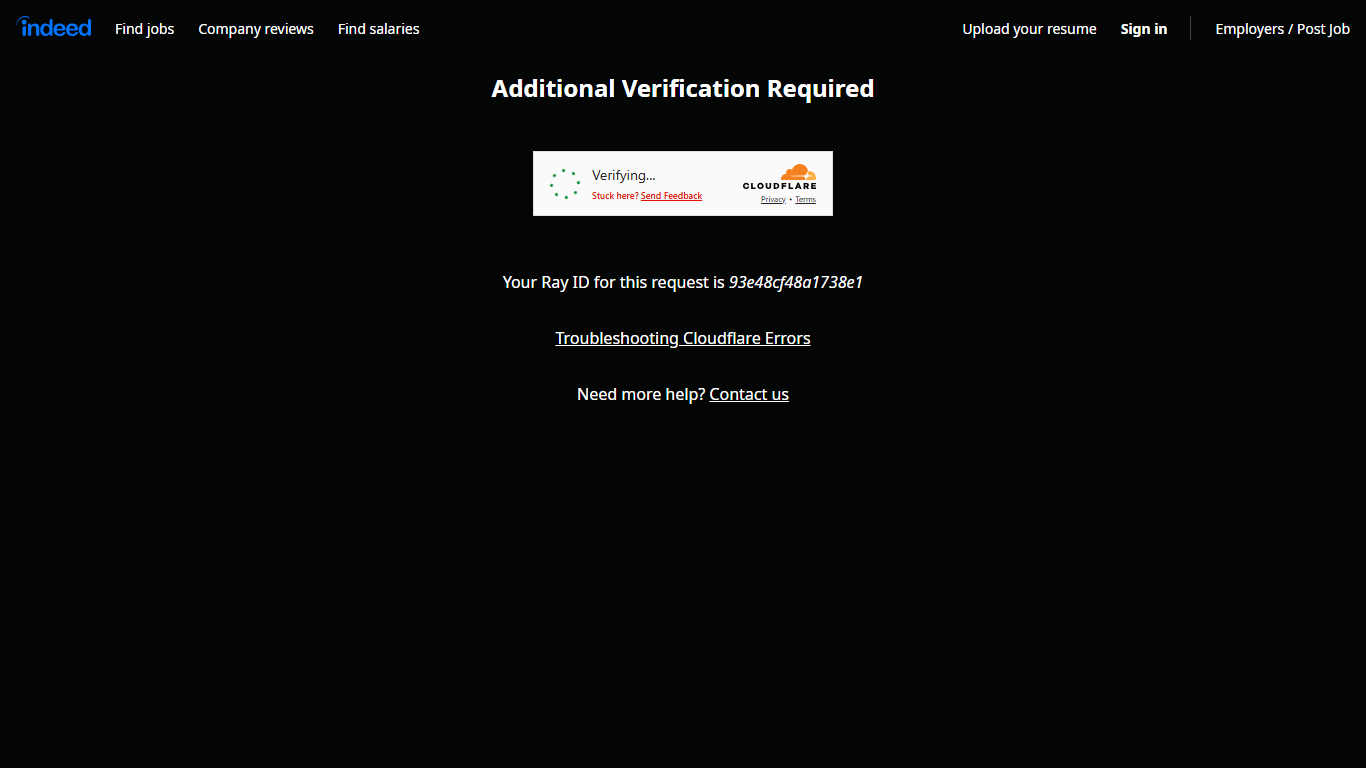 indeed Find jobs Company reviews Find salaries Upload your resume Sign in Employers / Post Job
Additional Verification Required
Verifying...
Stuck here? Send Feedback
CLOUDFLARE
Privacy • Terms
Your Ray ID for this request is 93e48cf48a1738e1
Troubleshooting Cloudflare Errors
Need more help? Contact us